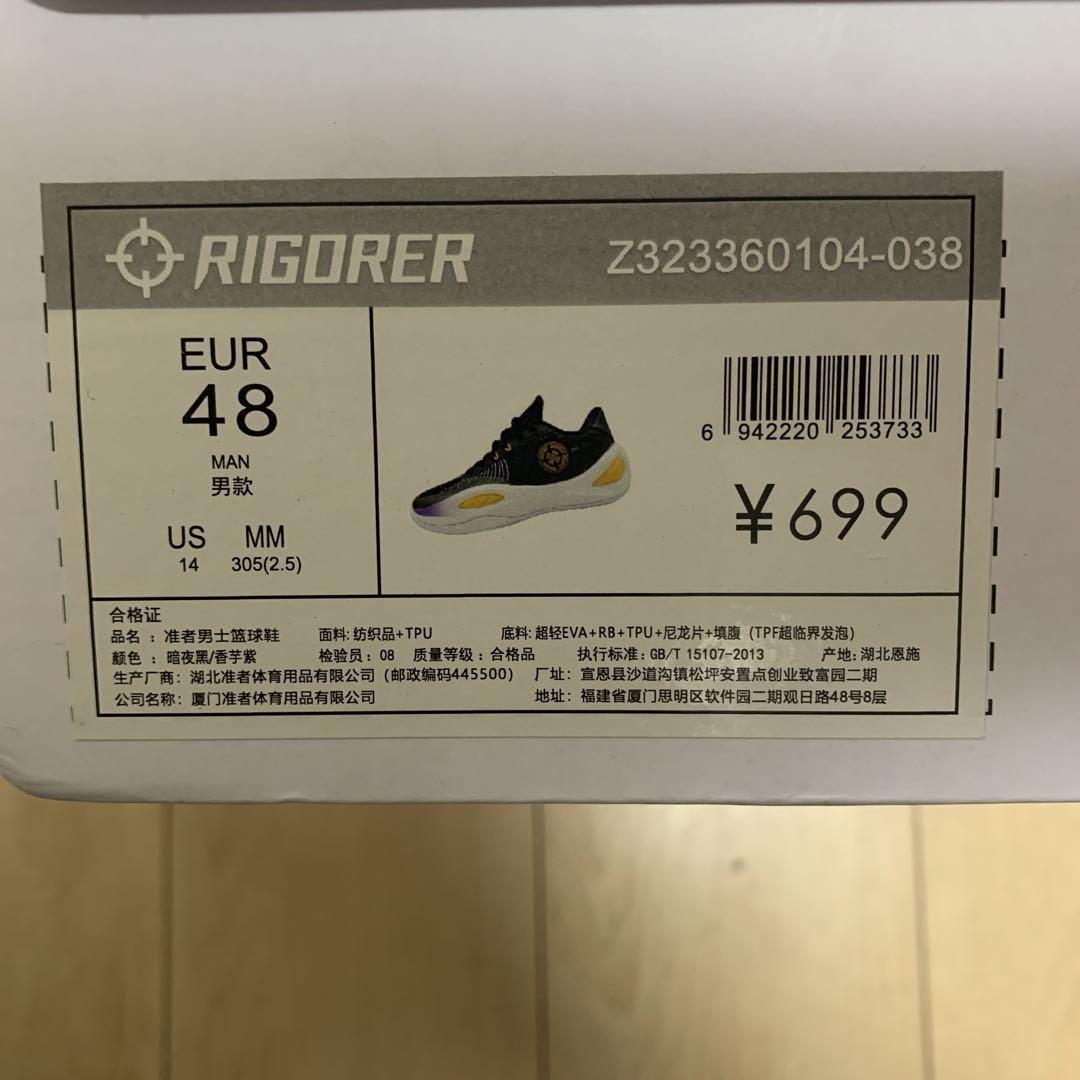 RIGORER Z323360104-038
EUR
48
MAN
男款
US MM
14 305(2.5)
6 942220 253733
¥699
合格证
品名：准者男士篮球鞋 面料: 纺织品+TPU 底料: 超轻EVA+RB+TPU+尼龙片+填腹（TPF超临界发泡）
颜色：暗夜黑/香芋紫 检验员：08 质量等级：合格品 执行标准：GB/T 15107-2013 产地: 湖北恩施
生产厂商：湖北准者体育用品有限公司（邮政编码445500） 厂址：宣恩县沙道沟镇松坪安置点创业致富园二期
公司名称：厦门准者体育用品有限公司 地址：福建省厦门思明区软件园二期观日路48号8层